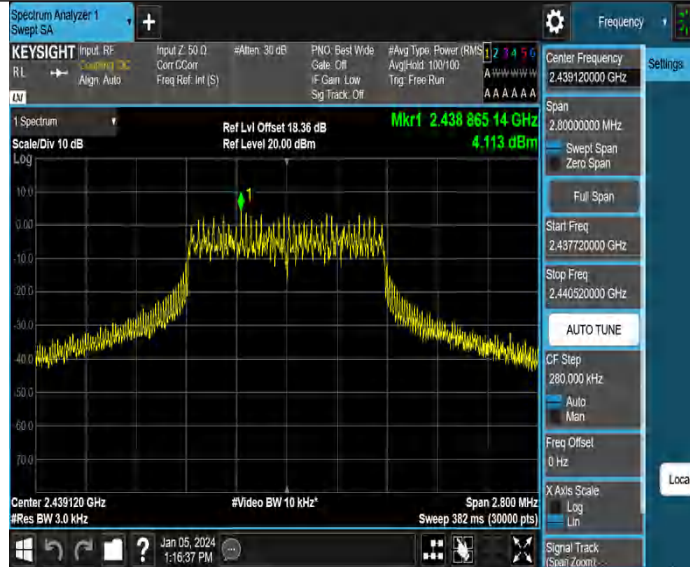 Spectrum Analyzer 1
Swept SA
+
Frequency
KEYSIGHT Input: RF
RL Coupling: DC
Align: Auto
Input Z: 50 Ω
Corr CCorr
Freq Ref: Int (S)
#Atten: 30 dB
PNO: Best Wide
Gate: Off
IF Gain: Low
Sig Track: Off
#Avg Type: Power (RMS
Avg|Hold: 100/100
Trig: Free Run
1 2 3 4 5 6
A W W W W W
A A A A A A
LXI
1 Spectrum
Scale/Div 10 dB
Log
Ref Lvl Offset 18.36 dB
Ref Level 20.00 dBm
Mkr1 2.438 865 14 GHz
4.113 dBm
1
10.0
0.00
-10.0
-20.0
-30.0
-40.0
-50.0
-60.0
-70.0
Center 2.439120 GHz
#Res BW 3.0 kHz
#Video BW 10 kHz*
Span 2.800 MHz
Sweep 382 ms (30000 pts)
?
Jan 05, 2024
1:16:37 PM
Center Frequency
2.439120000 GHz
Span
2.80000000 MHz
Swept Span
Zero Span
Full Span
Start Freq
2.437720000 GHz
Stop Freq
2.440520000 GHz
AUTO TUNE
CF Step
280.000 kHz
Auto
Man
Freq Offset
0 Hz
X Axis Scale
Log
Lin
Signal Track
(Span Zoom)
Settings
Loca